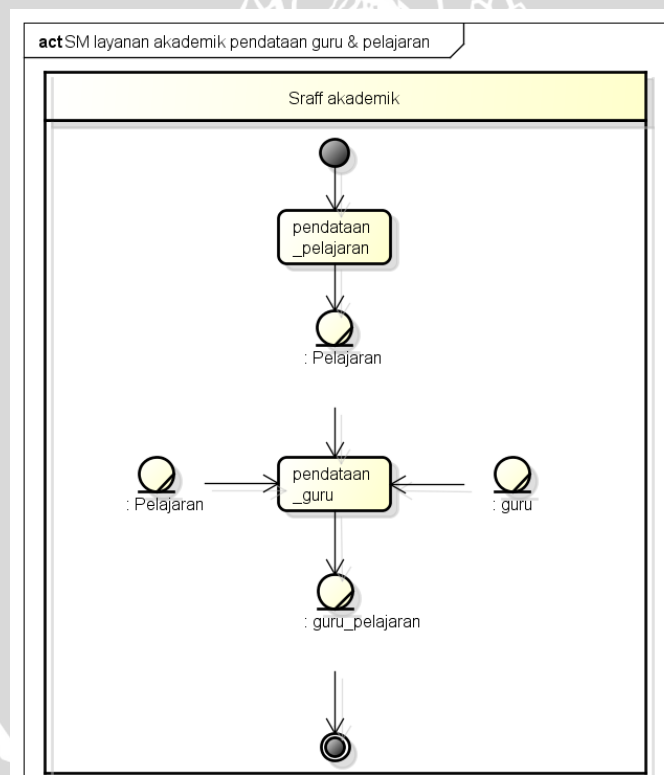 act SM layanan akademik pendataan guru & pelajaran
Sraff akademik
pendataan
_pelajaran
: Pelajaran
pendataan
_guru
: Pelajaran
: guru
: guru_pelajaran